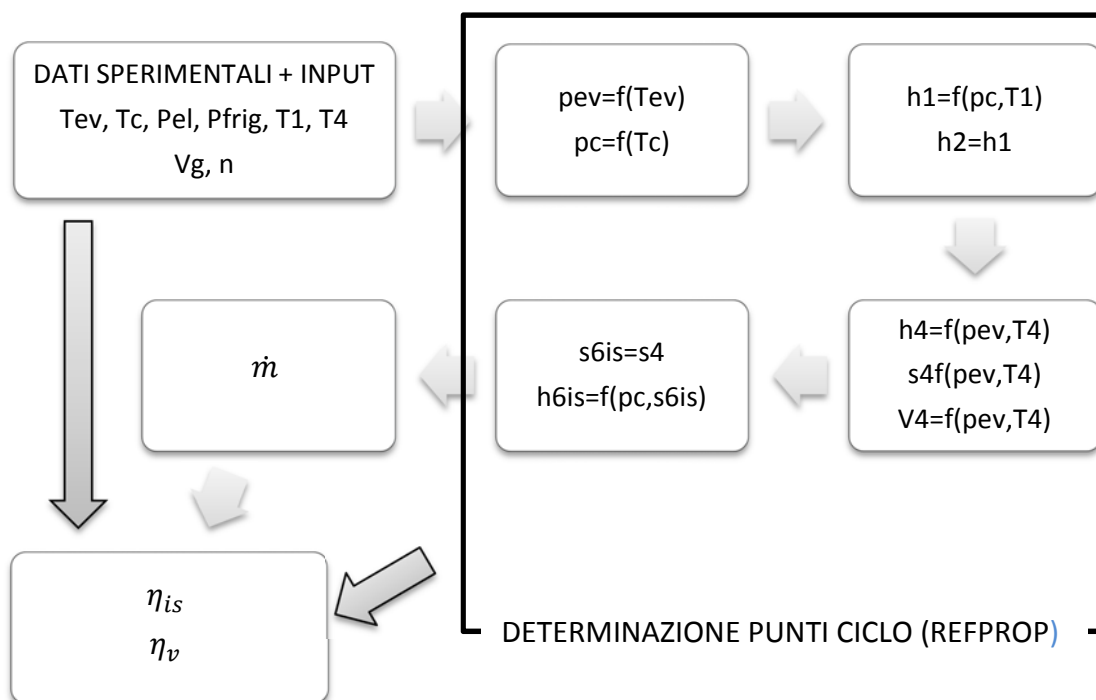 DATI SPERIMENTALI + INPUT
Tev, Tc, Pel, Pfrig, T1, T4
Vg, n
pev=f(Tev)
pc=f(Tc)
h1=f(pc,T1)
h2=h1
h4=f(pev,T4)
s4f(pev,T4)
V4=f(pev,T4)
s6is=s4
h6is=f(pc,s6is)
ṁ
η_is
η_v
DETERMINAZIONE PUNTI CICLO (REFPROP)